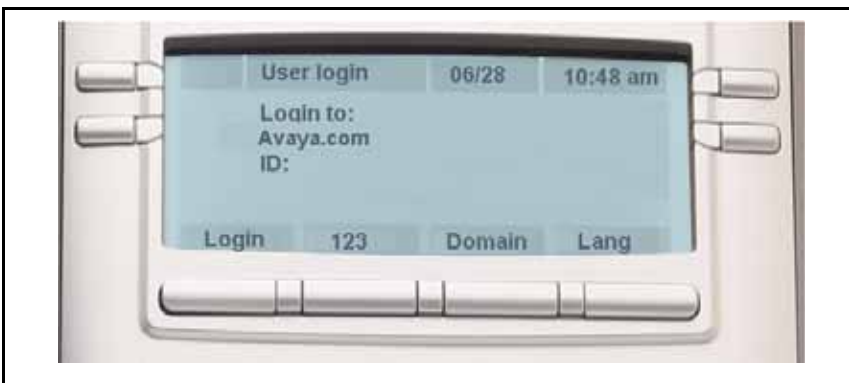 User login 06/28 10:48 am
Login to:
Avaya.com
ID:
Login 123 Domain Lang